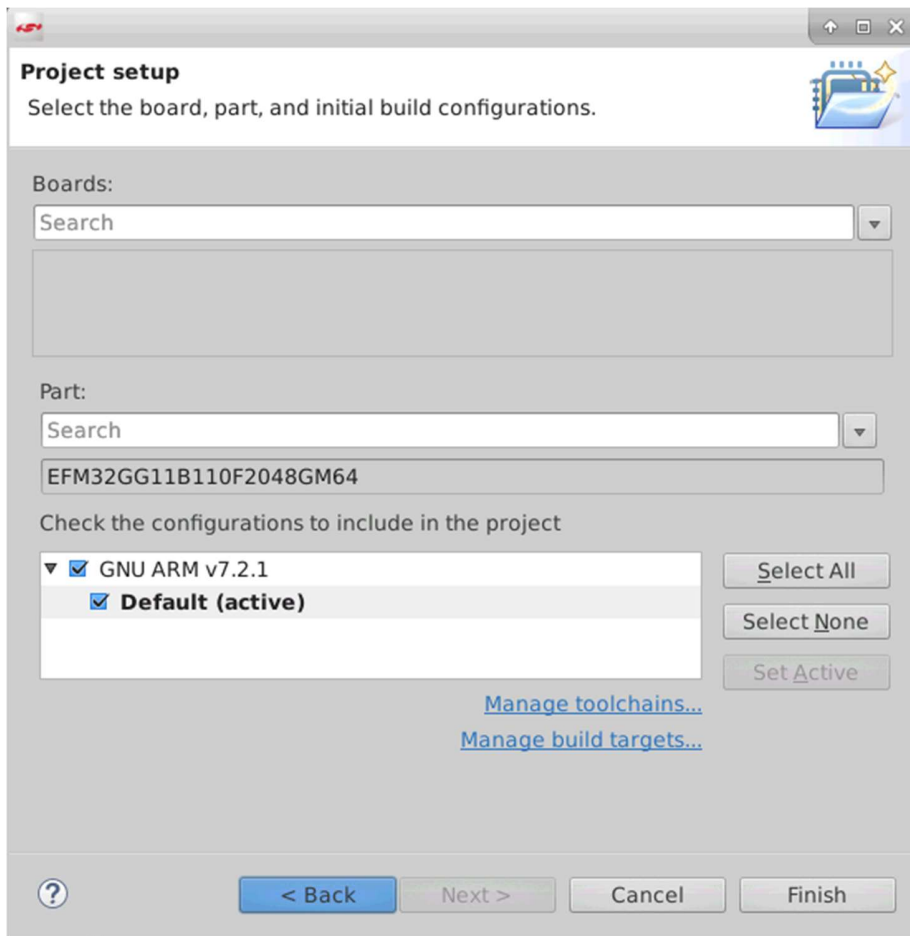 Project setup
Select the board, part, and initial build configurations.
Boards:
Search
Part:
Search
EFM32GG11B110F2048GM64
Check the configurations to include in the project
GNU ARM v7.2.1
Default (active)
Select All
Select None
Set Active
Manage toolchains...
Manage build targets...
?
< Back
Next >
Cancel
Finish